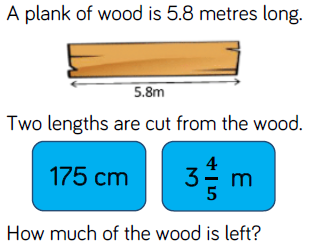 A plank of wood is 5.8 metres long.
5.8m
Two lengths are cut from the wood.
175 cm
3 4/5 m
How much of the wood is left?